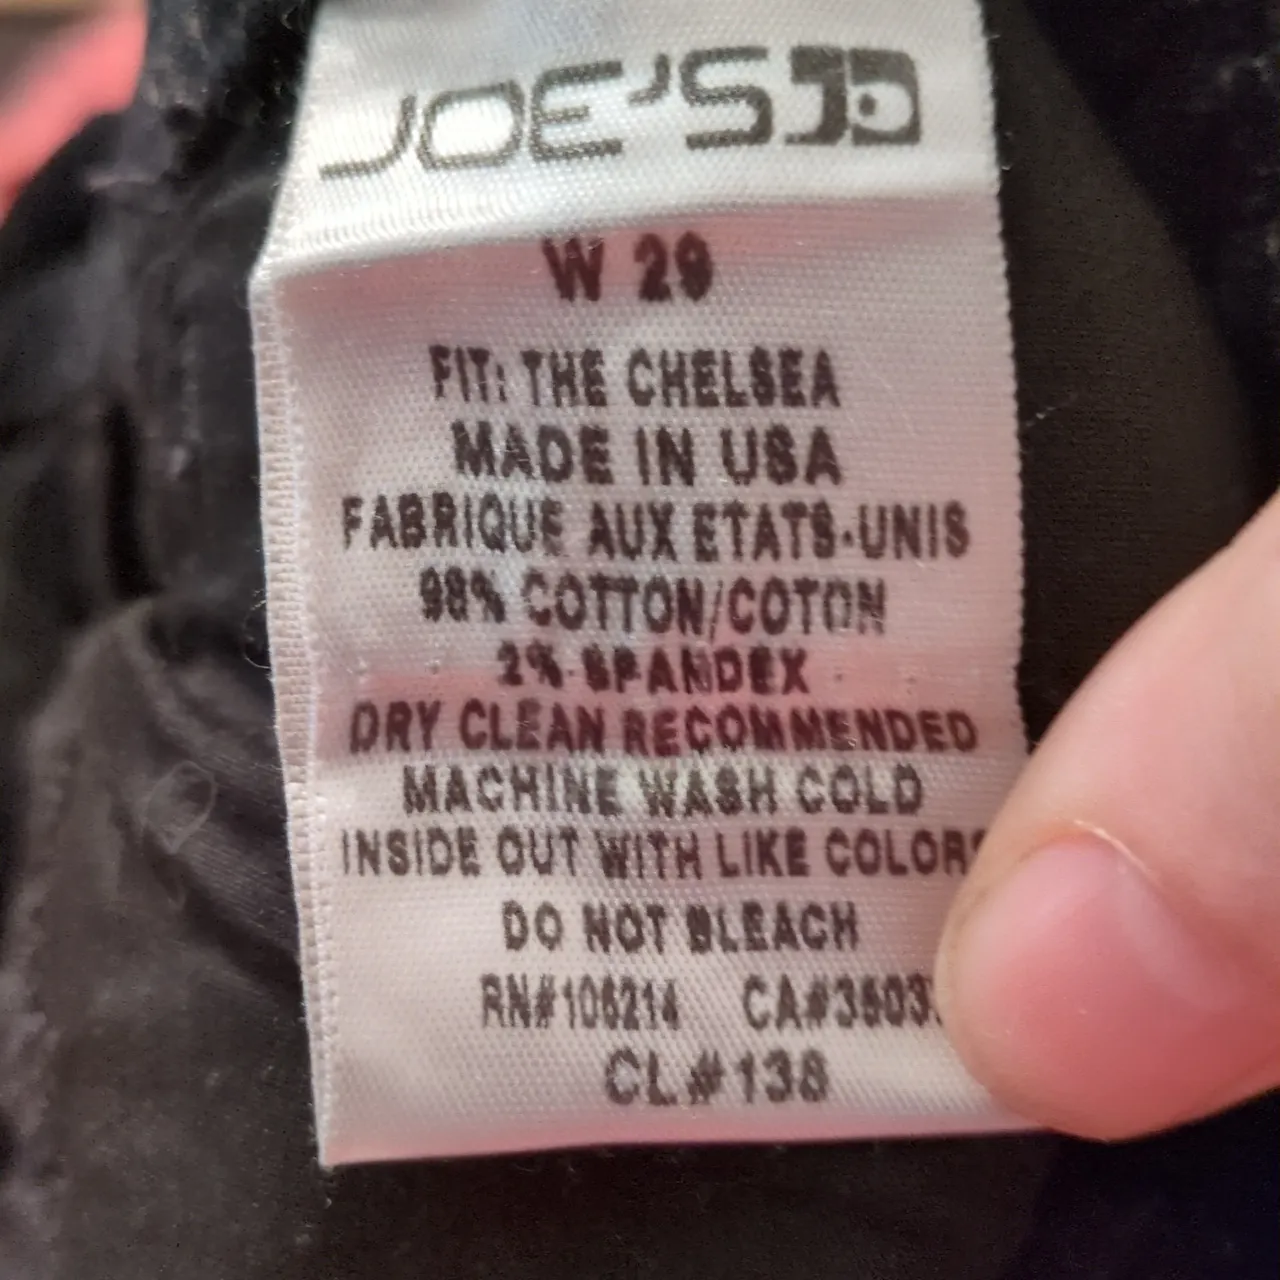 JOE'S
W 29
FIT: THE CHELSEA
MADE IN USA
FABRIQUE AUX ETATS-UNIS
98% COTTON/COTON
2% SPANDEX
DRY CLEAN RECOMMENDED
MACHINE WASH COLD
INSIDE OUT WITH LIKE COLORS
DO NOT BLEACH
RN#106214
CL#138